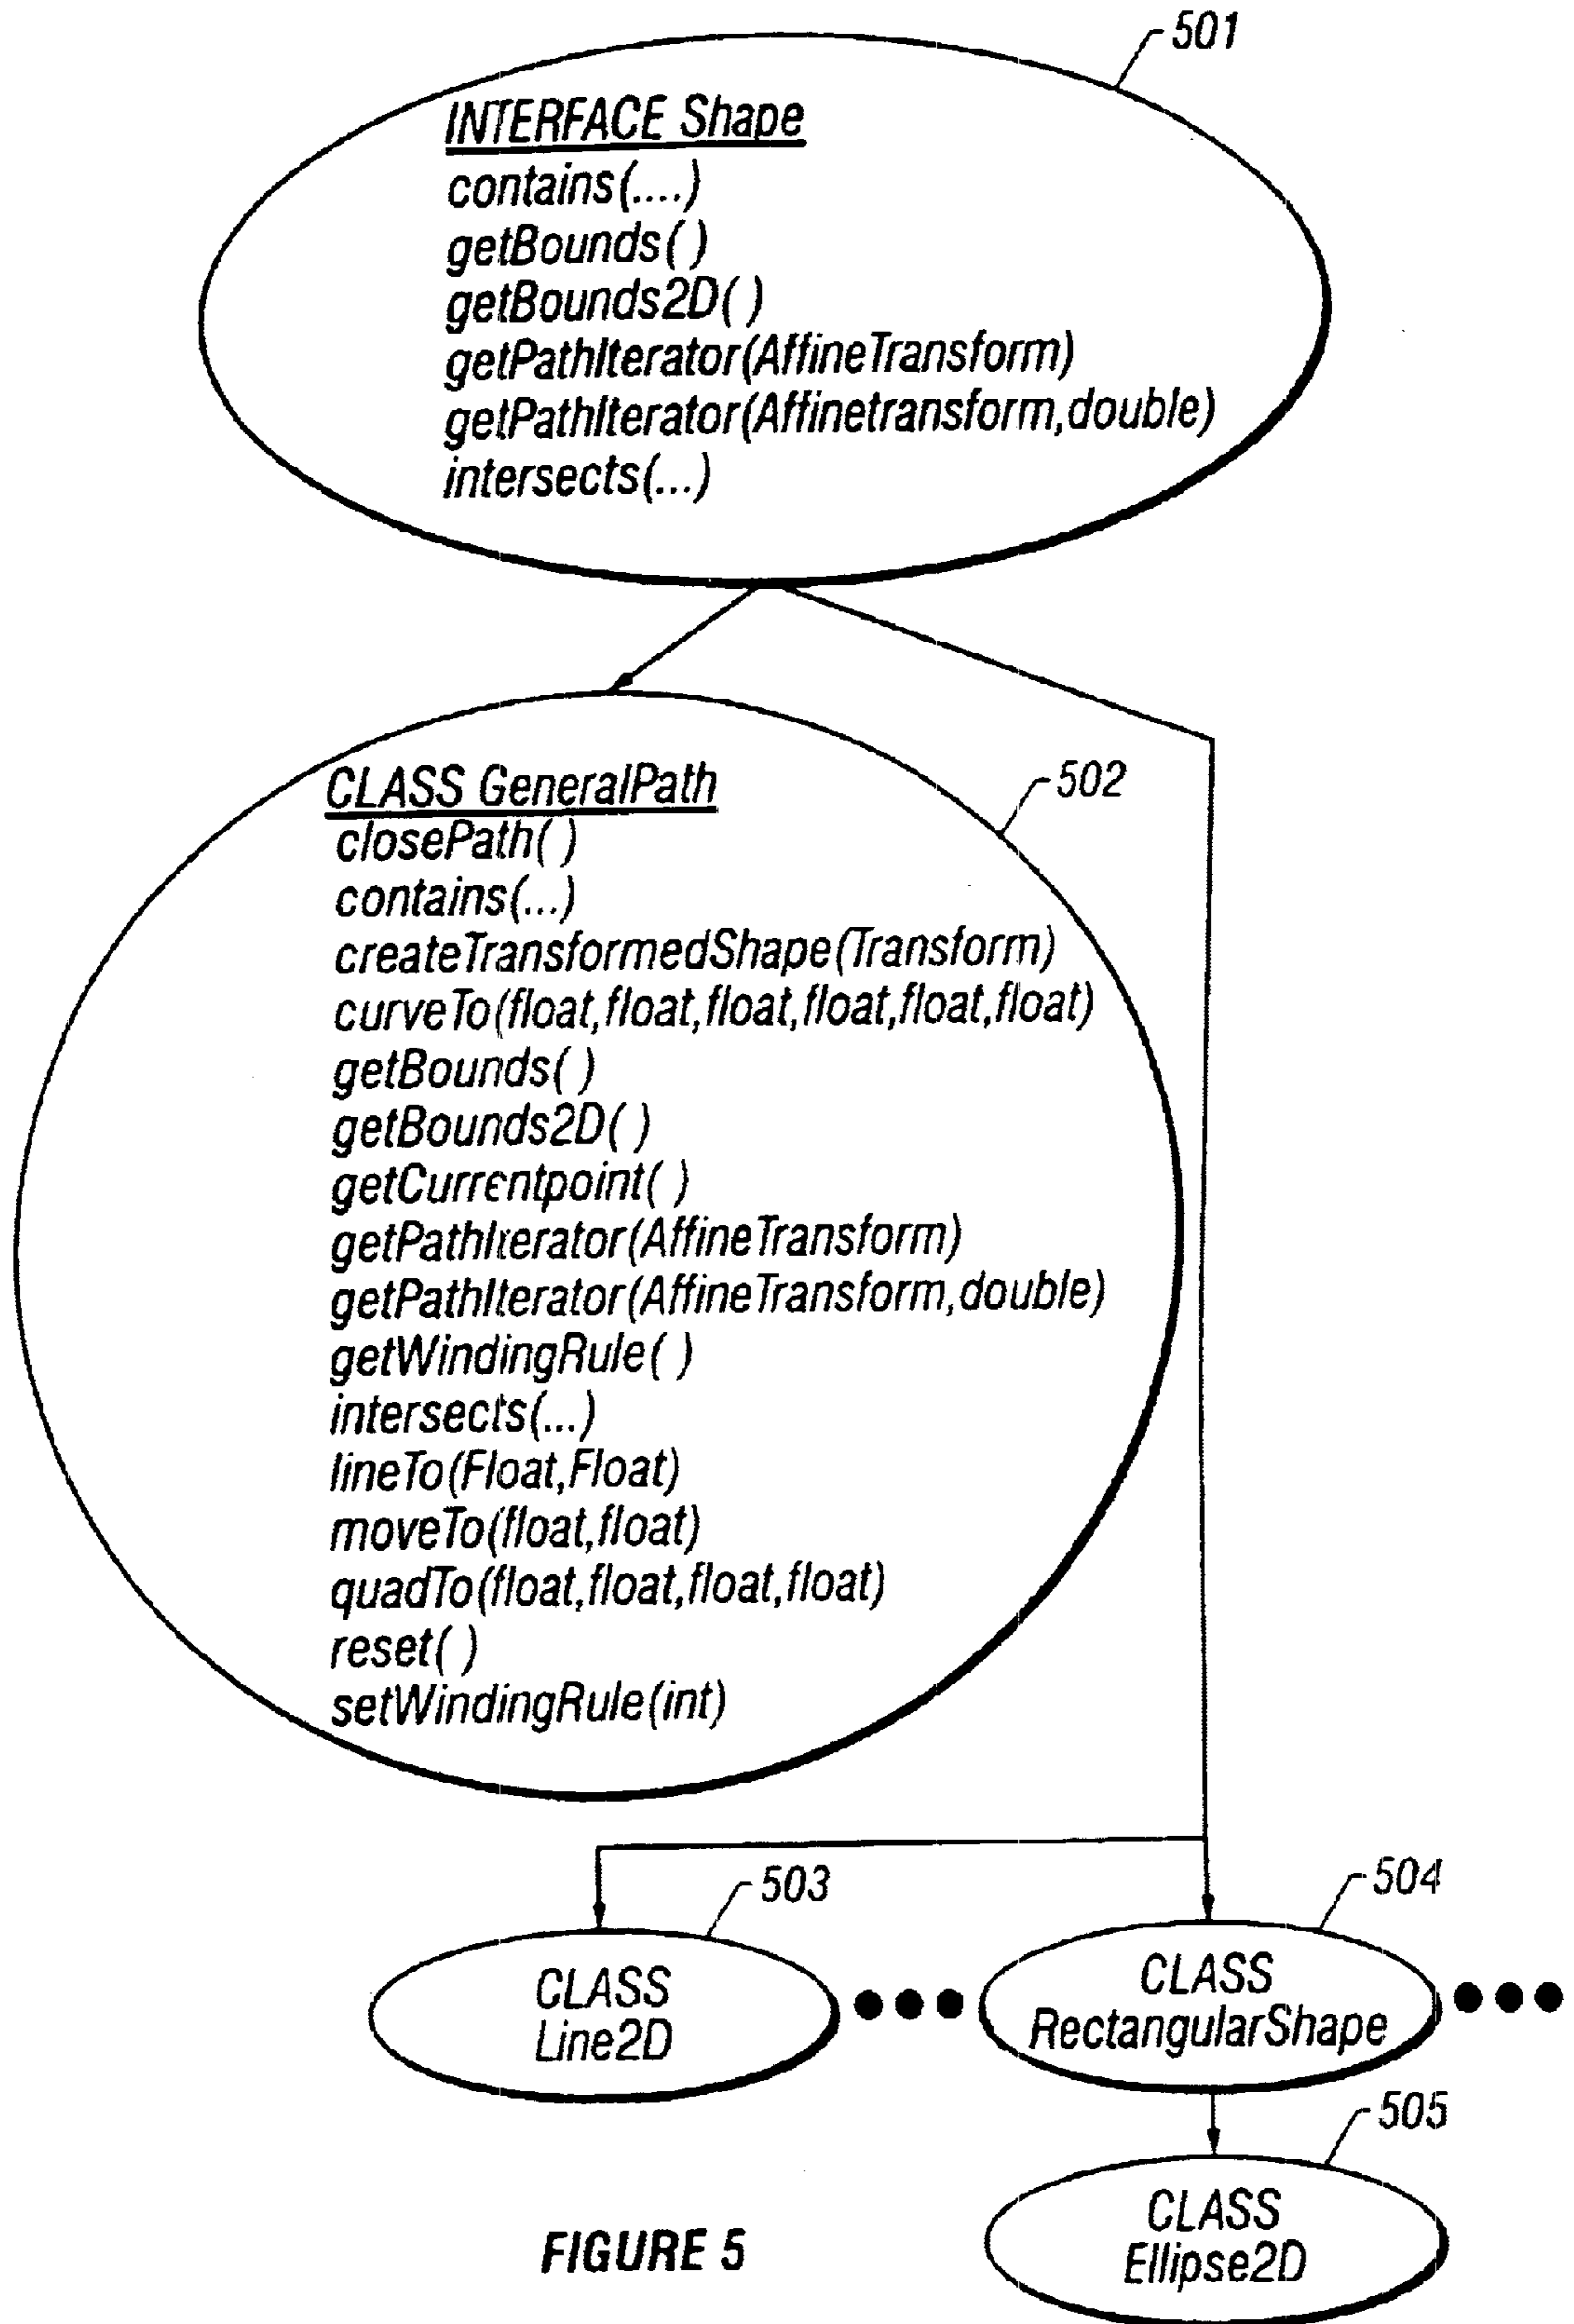 501
INTERFACE Shape
contains(....)
getBounds( )
getBounds2D( )
getPathIterator(AffineTransform)
getPathIterator(Affinetransform,double)
intersects(...)
502
CLASS GeneralPath
closePath( )
contains(...)
createTransformedShape(Transform)
curveTo(float,float,float,float,float,float)
getBounds( )
getBounds2D( )
getCurrentpoint( )
getPathIterator(AffineTransform)
getPathIterator(AffineTransform,double)
getWindingRule( )
intersects(...)
lineTo(Float,Float)
moveTo(float,float)
quadTo(float,float,float,float)
reset( )
setWindingRule(int)
503
CLASS
Line2D
504
CLASS
RectangularShape
505
CLASS
Ellipse2D
FIGURE 5